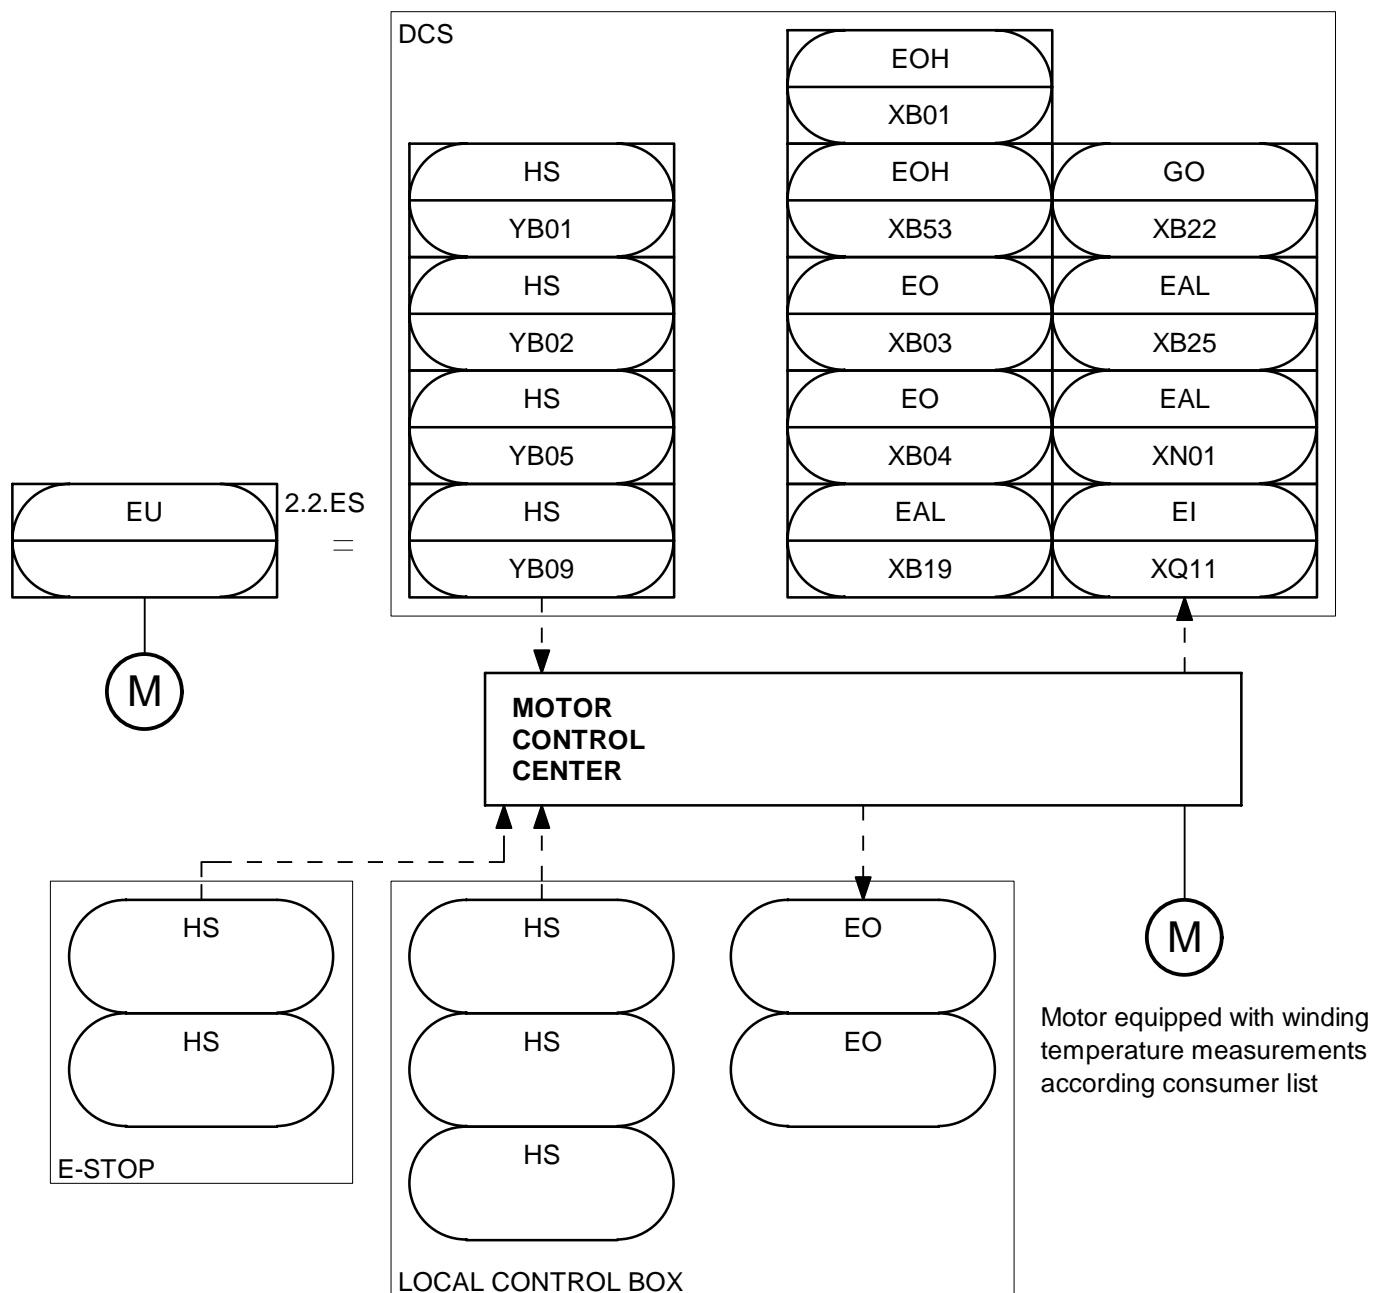 DCS
EOH
XB01
HS
YB01
HS
YB02
HS
YB05
HS
YB09
EOH
XB53
EO
XB03
EO
XB04
EAL
XB19
GO
XB22
EAL
XB25
EAL
XN01
EI
XQ11
EU
2.2.ES
=
M
MOTOR
CONTROL
CENTER
HS
HS
E-STOP
HS
HS
HS
EO
EO
LOCAL CONTROL BOX
M
Motor equipped with winding
temperature measurements
according consumer list